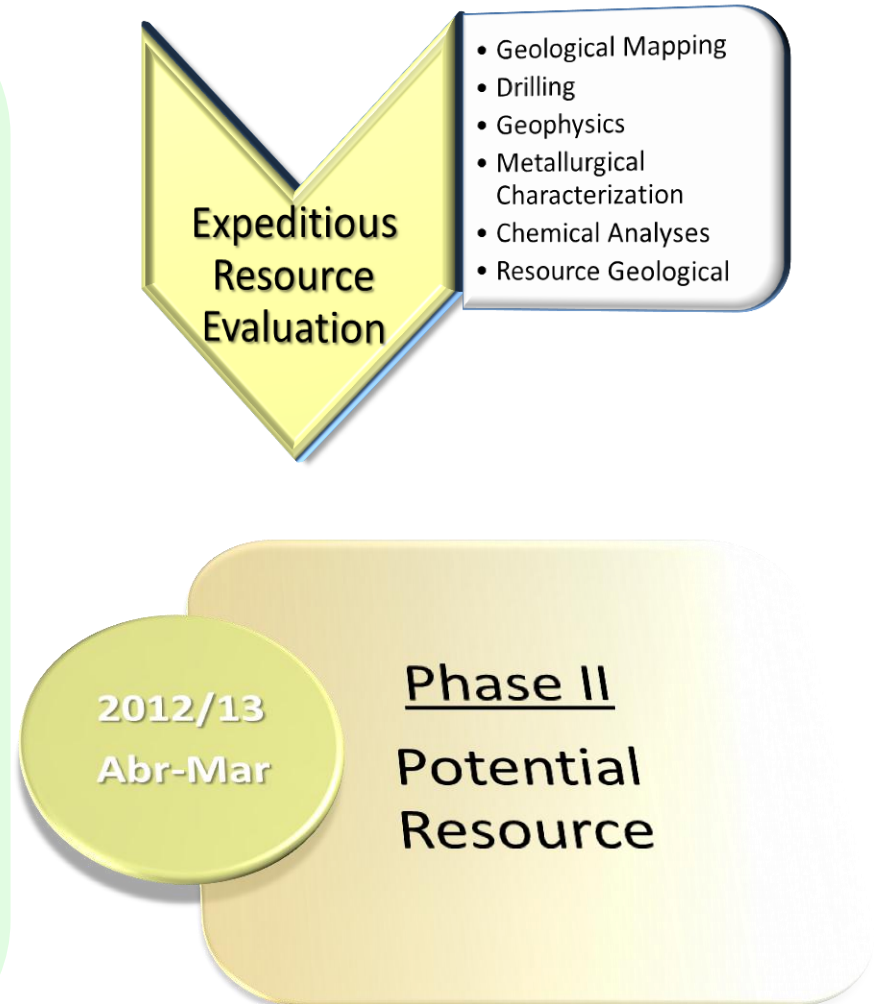 Expeditious
Resource
Evaluation
• Geological Mapping
• Drilling
• Geophysics
• Metallurgical
Characterization
• Chemical Analyses
• Resource Geological
2012/13
Abr-Mar
Phase II
Potential
Resource